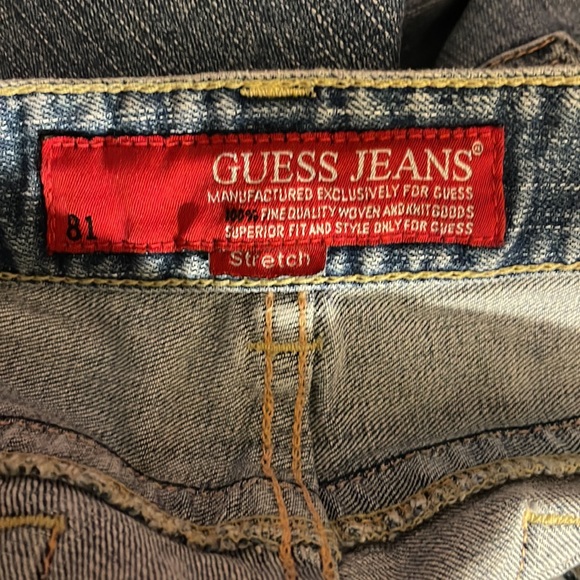 GUESS JEANS®
MANUFACTURED EXCLUSIVELY FOR GUESS
100% FINE QUALITY WOVEN AND KNIT GOODS
SUPERIOR FIT AND STYLE ONLY FOR GUESS
81
Stretch